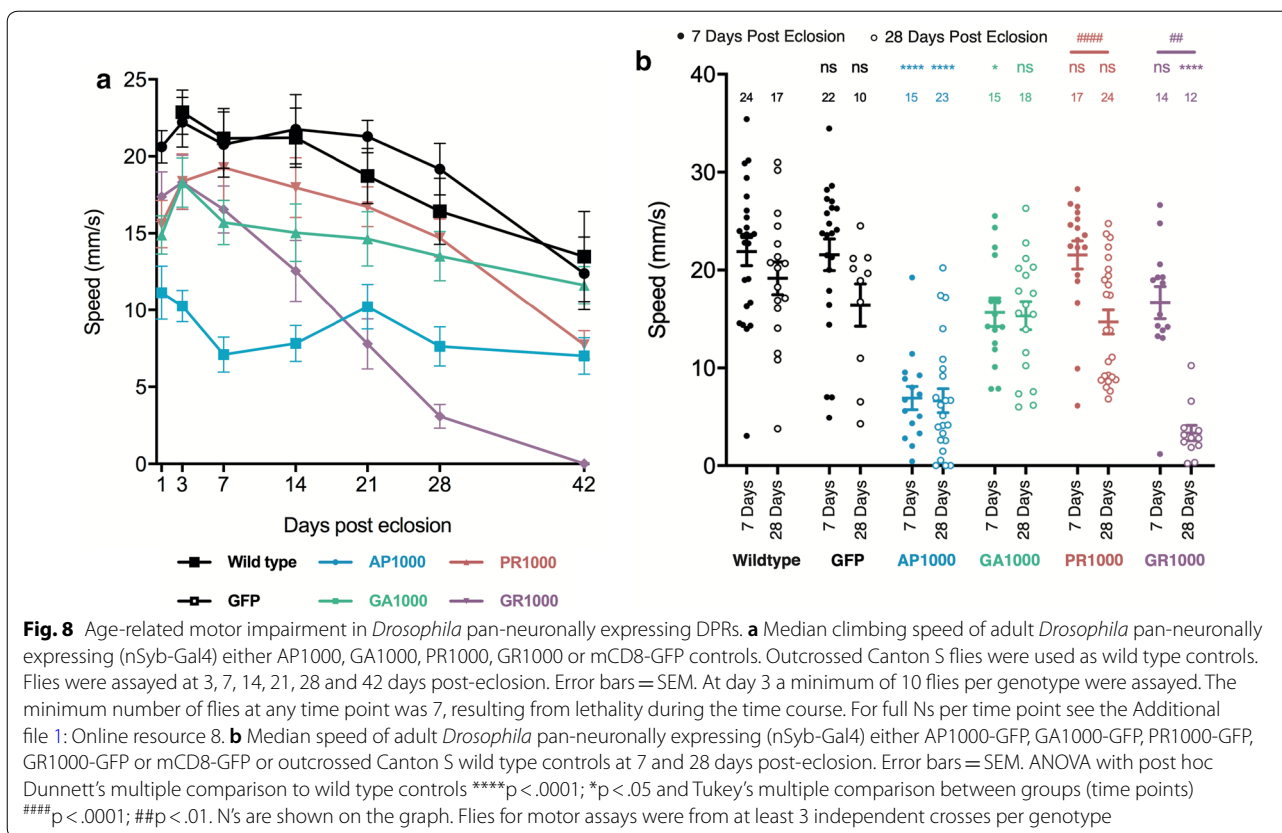 a
25
20
15
10
5
0
Speed (mm/s)
1 3 7 14 21 28 42
Days post eclosion
Wild type AP1000 PR1000
GFP GA1000 GR1000
b
7 Days Post Eclosion 28 Days Post Eclosion
#### ##
ns ns **** **** * ns ns ns ns ****
24 17 22 10 15 23 15 18 17 24 14 12
40
30
20
10
0
Speed (mm/s)
7 Days 28 Days 7 Days 28 Days 7 Days 28 Days 7 Days 28 Days 7 Days 28 Days 7 Days 28 Days
Wildtype GFP AP1000 GA1000 PR1000 GR1000
Fig. 8 Age-related motor impairment in Drosophila pan-neuronally expressing DPRs. a Median climbing speed of adult Drosophila pan-neuronally
expressing (nSyb-Gal4) either AP1000, GA1000, PR1000, GR1000 or mCD8-GFP controls. Outcrossed Canton S flies were used as wild type controls.
Flies were assayed at 3, 7, 14, 21, 28 and 42 days post-eclosion. Error bars = SEM. At day 3 a minimum of 10 flies per genotype were assayed. The
minimum number of flies at any time point was 7, resulting from lethality during the time course. For full Ns per time point see the Additional
file 1: Online resource 8. b Median speed of adult Drosophila pan-neuronally expressing (nSyb-Gal4) either AP1000-GFP, GA1000-GFP, PR1000-GFP,
GR1000-GFP or mCD8-GFP or outcrossed Canton S wild type controls at 7 and 28 days post-eclosion. Error bars = SEM. ANOVA with post hoc
Dunnett's multiple comparison to wild type controls ****p < .0001; *p < .05 and Tukey's multiple comparison between groups (time points)
####p < .0001; ##p < .01. N's are shown on the graph. Flies for motor assays were from at least 3 independent crosses per genotype